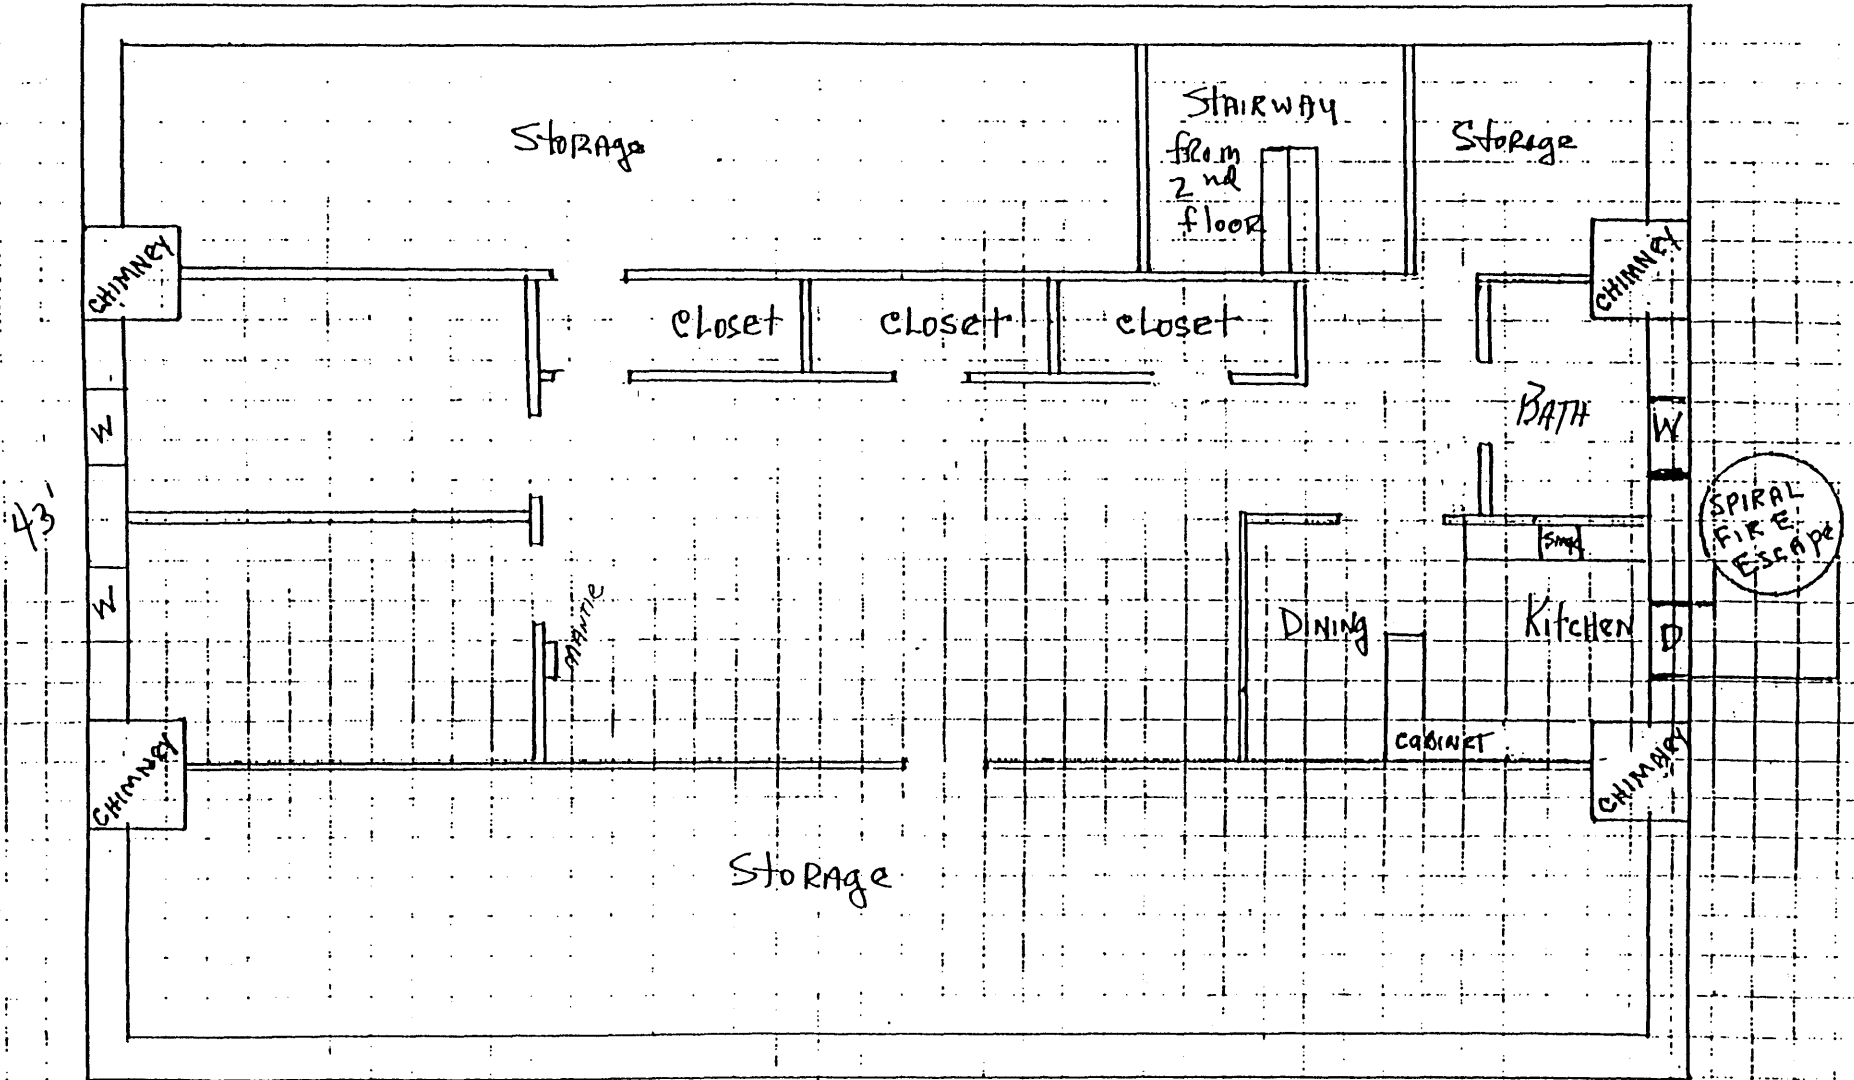 StAIRWAY
StoRAge
from
2nd
floor
StoRAge
CHIMNEY
CHIMNEY
CLoset
CLoset
CLoset
BATH
W
W
43'
SPIRAL
FIRE
EscApe
W
MANTLE
DINING
KitCHEN
D
CABINET
CHIMNEY
CHIMNEY
StoRAge